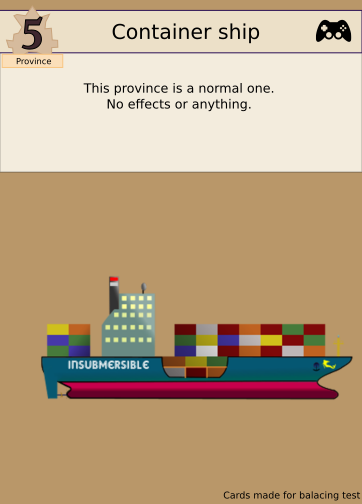 5
Container ship
Province
This province is a normal one.
No effects or anything.
INSUBMERSIBLE
Cards made for balacing test